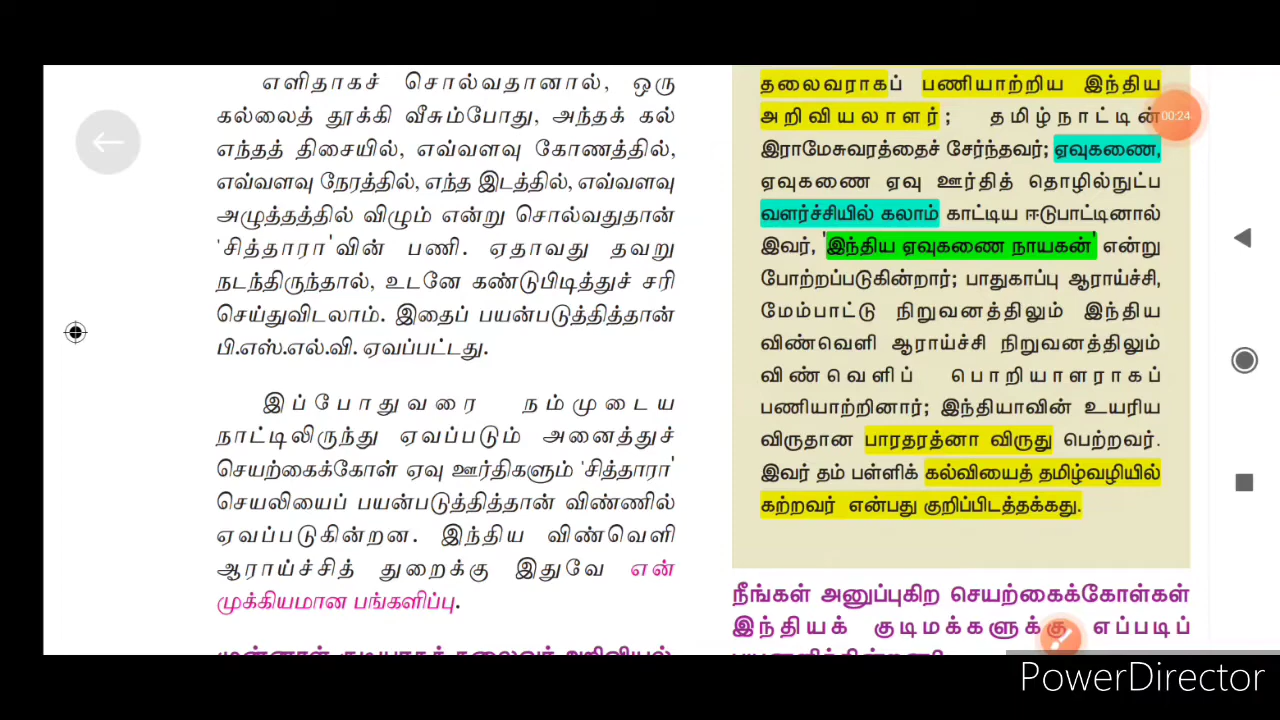 எளிதாகச் சொல்வதானால், ஒரு
கல்லைத் தூக்கி வீசும்போது, அந்தக் கல்
எந்தத் திசையில், எவ்வளவு கோணத்தில்,
எவ்வளவு நேரத்தில், எந்த இடத்தில், எவ்வளவு
அழுத்தத்தில் விழும் என்று சொல்வதுதான்
'சித்தாரா'வின் பணி. ஏதாவது தவறு
நடந்திருந்தால், உடனே கண்டுபிடித்துச் சரி
செய்துவிடலாம். இதைப் பயன்படுத்தித்தான்
பி.எஸ்.எல்.வி. ஏவப்பட்டது.
இப்போதுவரை நம்முடைய
நாட்டிலிருந்து ஏவப்படும் அனைத்துச்
செயற்கைக்கோள் ஏவு ஊர்திகளும் 'சித்தாரா'
செயலியைப் பயன்படுத்தித்தான் விண்ணில்
ஏவப்படுகின்றன. இந்திய விண்வெளி
ஆராய்ச்சித் துறைக்கு இதுவே என்
முக்கியமான பங்களிப்பு.
தலைவராகப் பணியாற்றிய இந்திய
அறிவியலாளர்; தமிழ்நாட்டின்
இராமேசுவரத்தைச் சேர்ந்தவர்; ஏவுகணை,
ஏவுகணை ஏவு ஊர்தித் தொழில்நுட்ப
வளர்ச்சியில் கலாம் காட்டிய ஈடுபாட்டினால்
இவர், 'இந்திய ஏவுகணை நாயகன்' என்று
போற்றப்படுகின்றார்; பாதுகாப்பு ஆராய்ச்சி,
மேம்பாட்டு நிறுவனத்திலும் இந்திய
விண்வெளி ஆராய்ச்சி நிறுவனத்திலும்
விண்வெளிப் பொறியாளராகப்
பணியாற்றினார்; இந்தியாவின் உயரிய
விருதான பாரதரத்னா விருது பெற்றவர்.
இவர் தம் பள்ளிக் கல்வியைத் தமிழ்வழியில்
கற்றவர் என்பது குறிப்பிடத்தக்கது.
நீங்கள் அனுப்புகிற செயற்கைக்கோள்கள்
இந்தியக் குடிமக்களுக்கு எப்படிப்
00:24
PowerDirector